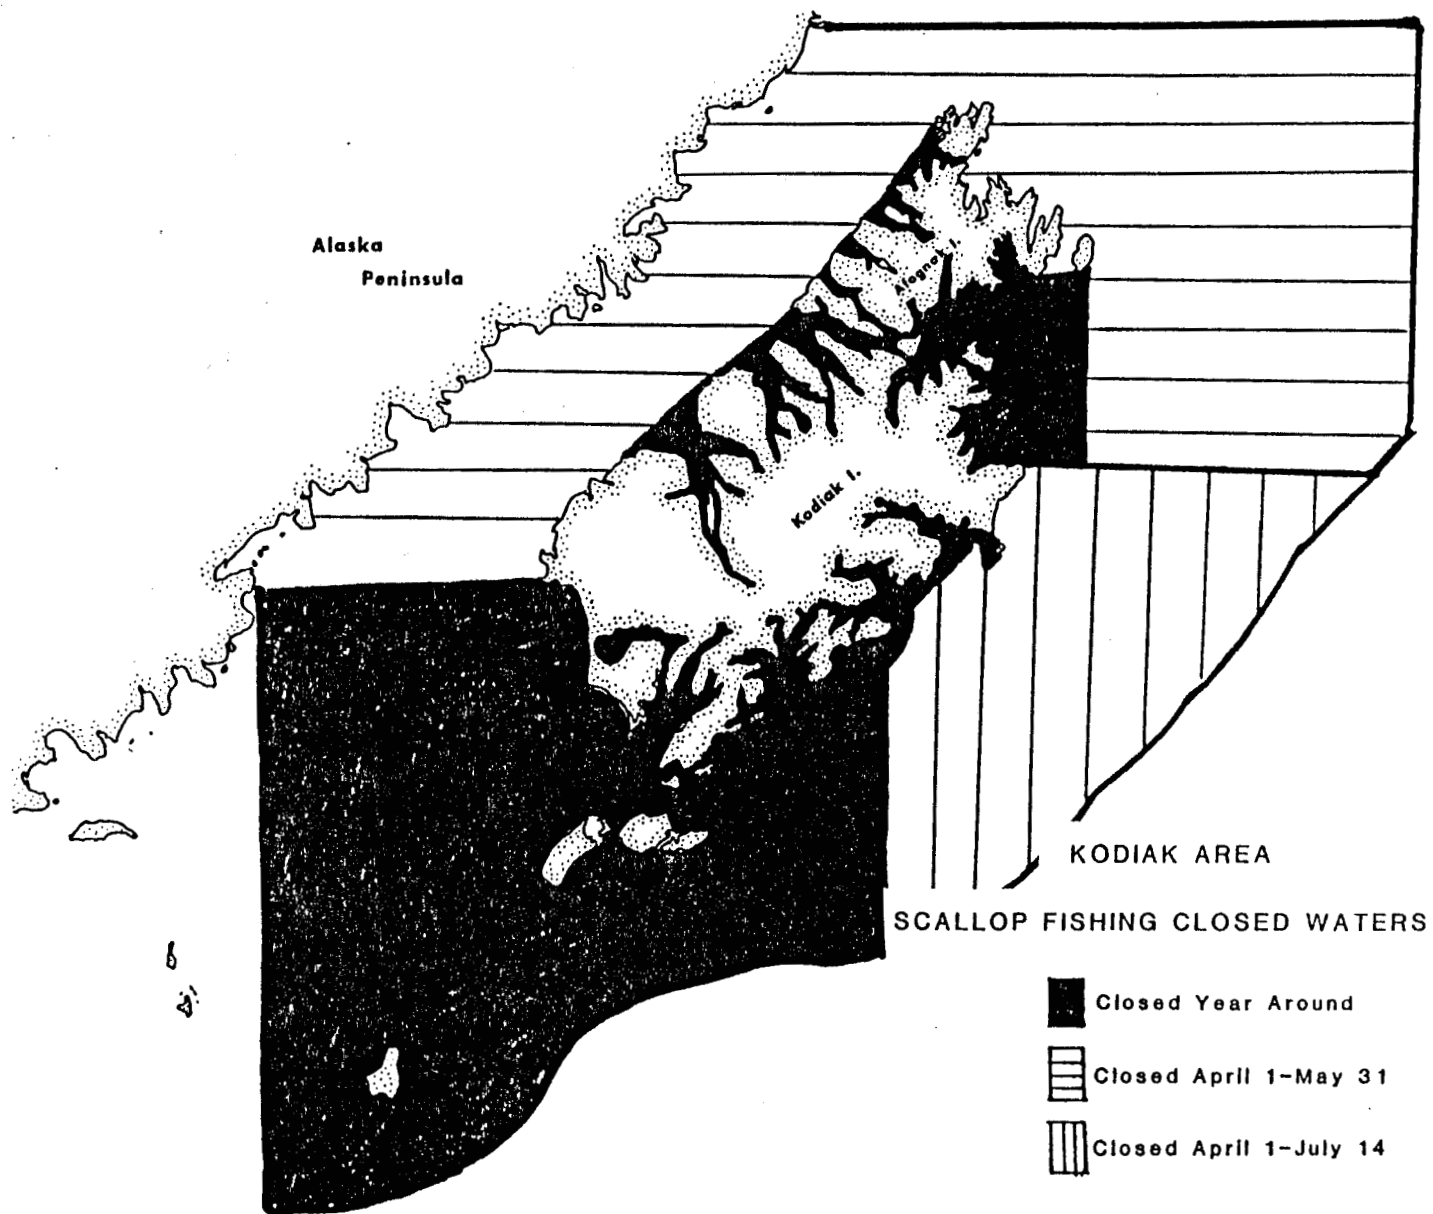 Alaska
Peninsula
Afognak I.
Kodiak I.
KODIAK AREA
SCALLOP FISHING CLOSED WATERS
Closed Year Around
Closed April 1-May 31
Closed April 1-July 14